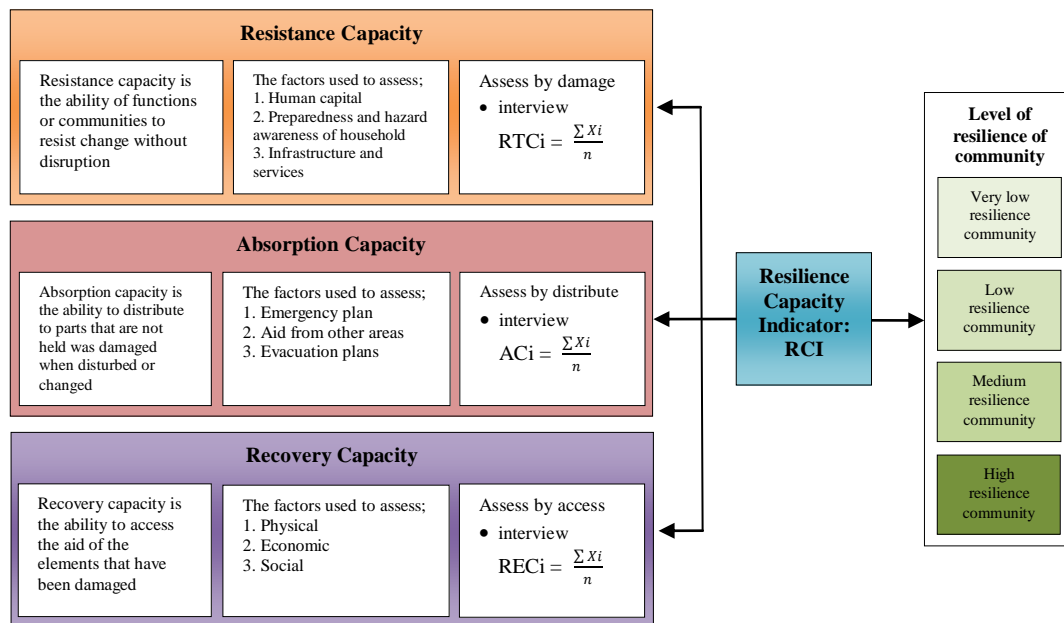 Resistance Capacity
Resistance capacity is
the ability of functions
or communities to
resist change without
disruption
The factors used to assess;
1. Human capital
2. Preparedness and hazard
awareness of household
3. Infrastructure and
services
Assess by damage
• interview
RTCi = ∑ Xi / n
Absorption Capacity
Absorption capacity is
the ability to distribute
to parts that are not
held was damaged
when disturbed or
changed
The factors used to assess;
1. Emergency plan
2. Aid from other areas
3. Evacuation plans
Assess by distribute
• interview
ACi = ∑ Xi / n
Recovery Capacity
Recovery capacity is
the ability to access
the aid of the
elements that have
been damaged
The factors used to assess;
1. Physical
2. Economic
3. Social
Assess by access
• interview
RECi = ∑ Xi / n
Resilience
Capacity
Indicator:
RCI
Level of
resilience of
community
Very low
resilience
community
Low
resilience
community
Medium
resilience
community
High
resilience
community